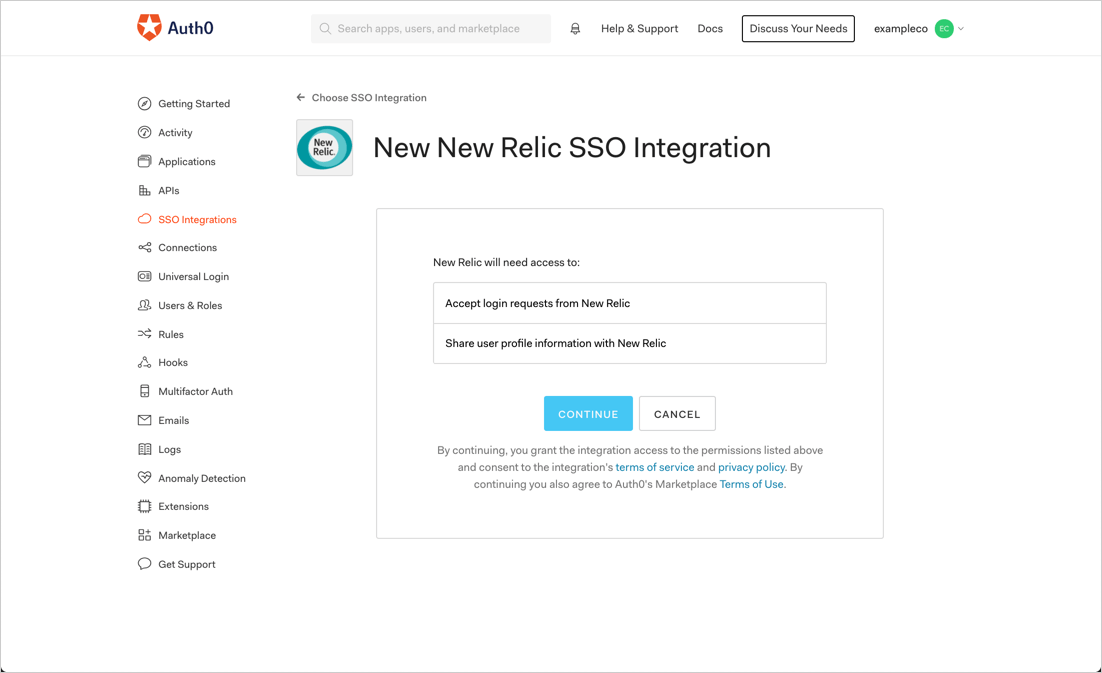 Auth0
Search apps, users, and marketplace
Help & Support
Docs
Discuss Your Needs
exampleco
EC
Getting Started
Activity
Applications
APIs
SSO Integrations
Connections
Universal Login
Users & Roles
Rules
Hooks
Multifactor Auth
Emails
Logs
Anomaly Detection
Extensions
Marketplace
Get Support
Choose SSO Integration
New
Relic.
New New Relic SSO Integration
New Relic will need access to:
Accept login requests from New Relic
Share user profile information with New Relic
CONTINUE
CANCEL
By continuing, you grant the integration access to the permissions listed above
and consent to the integration's terms of service and privacy policy. By
continuing you also agree to Auth0's Marketplace Terms of Use.